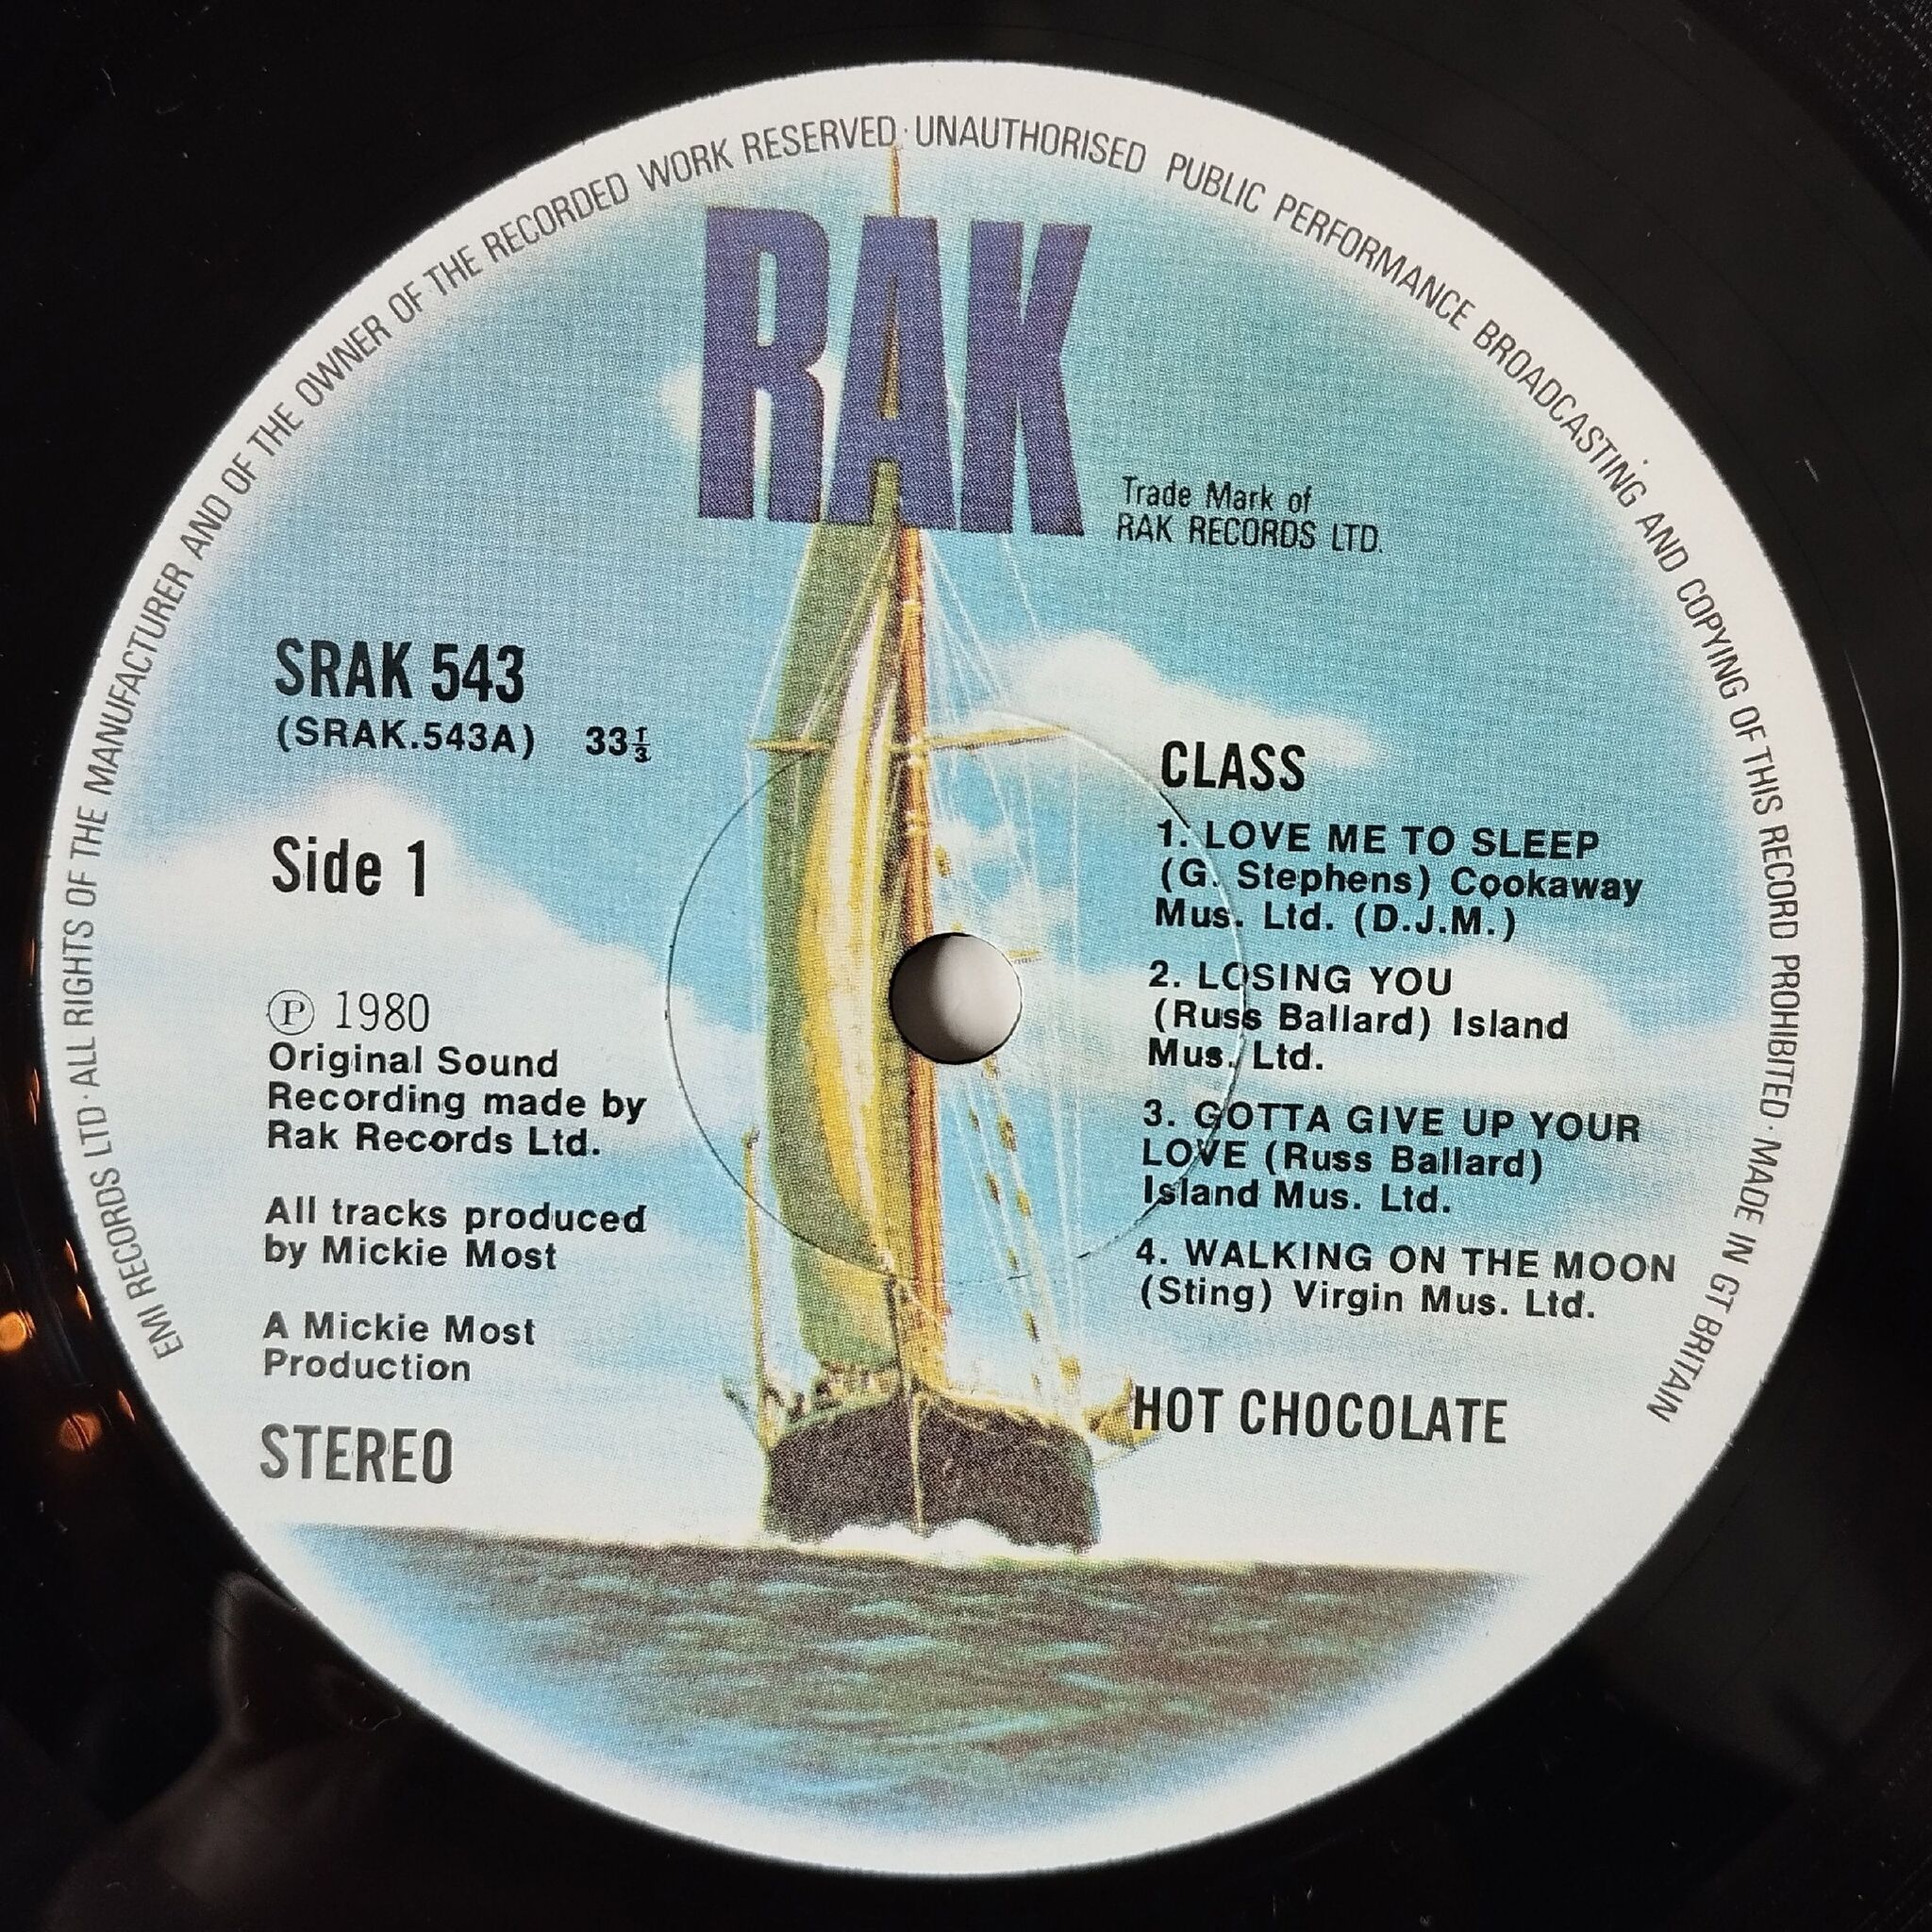 EMI RECORDS LTD · ALL RIGHTS OF THE MANUFACTURER AND OF THE OWNER OF THE RECORDED WORK RESERVED · UNAUTHORISED PUBLIC PERFORMANCE BROADCASTING AND COPYING OF THIS RECORD PROHIBITED · MADE IN GT BRITAIN
RAK
Trade Mark of
RAK RECORDS LTD.
SRAK 543
(SRAK.543A) 33⅓
Side 1
℗ 1980
Original Sound
Recording made by
Rak Records Ltd.
All tracks produced
by Mickie Most
A Mickie Most
Production
STEREO
CLASS
1. LOVE ME TO SLEEP
(G. Stephens) Cookaway
Mus. Ltd. (D.J.M.)
2. LOSING YOU
(Russ Ballard) Island
Mus. Ltd.
3. GOTTA GIVE UP YOUR
LOVE (Russ Ballard)
Island Mus. Ltd.
4. WALKING ON THE MOON
(Sting) Virgin Mus. Ltd.
HOT CHOCOLATE